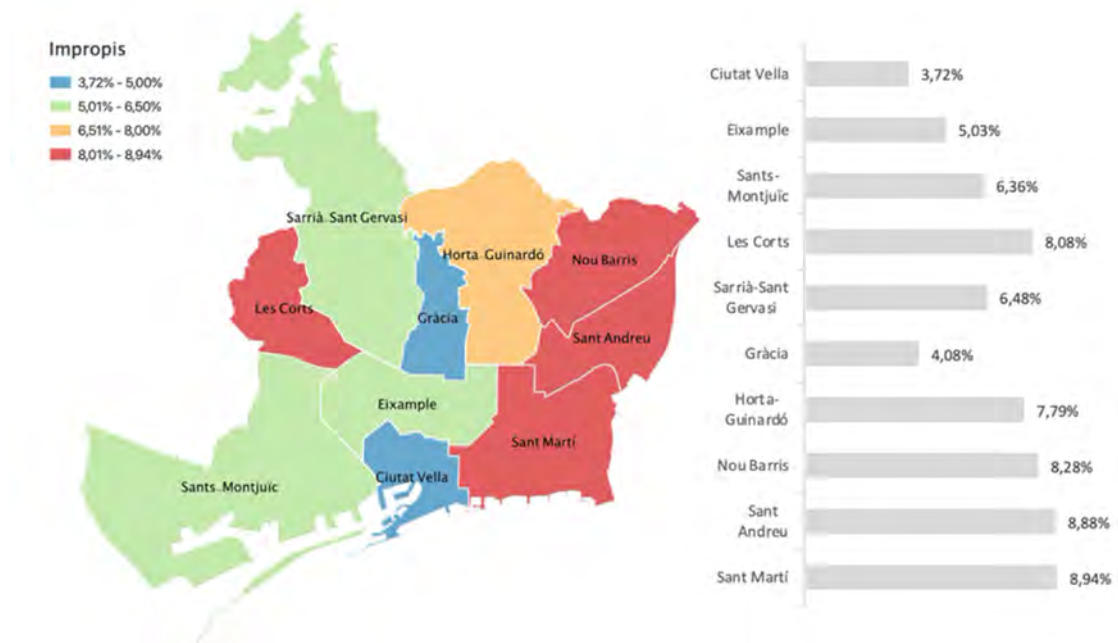 Impropis
3,72% - 5,00%
5,01% - 6,50%
6,51% - 8,00%
8,01% - 8,94%
Sarrià-Sant Gervasi
Horta-Guinardó
Nou Barris
Les Corts
Gràcia
Sant Andreu
Eixample
Sant Martí
Ciutat Vella
Sants-Montjuïc
Ciutat Vella 3,72%
Eixample 5,03%
Sants-
Montjuïc 6,36%
Les Corts 8,08%
Sarrià-Sant
Gervasi 6,48%
Gràcia 4,08%
Horta-
Guinardó 7,79%
Nou Barris 8,28%
Sant
Andreu 8,88%
Sant Martí 8,94%